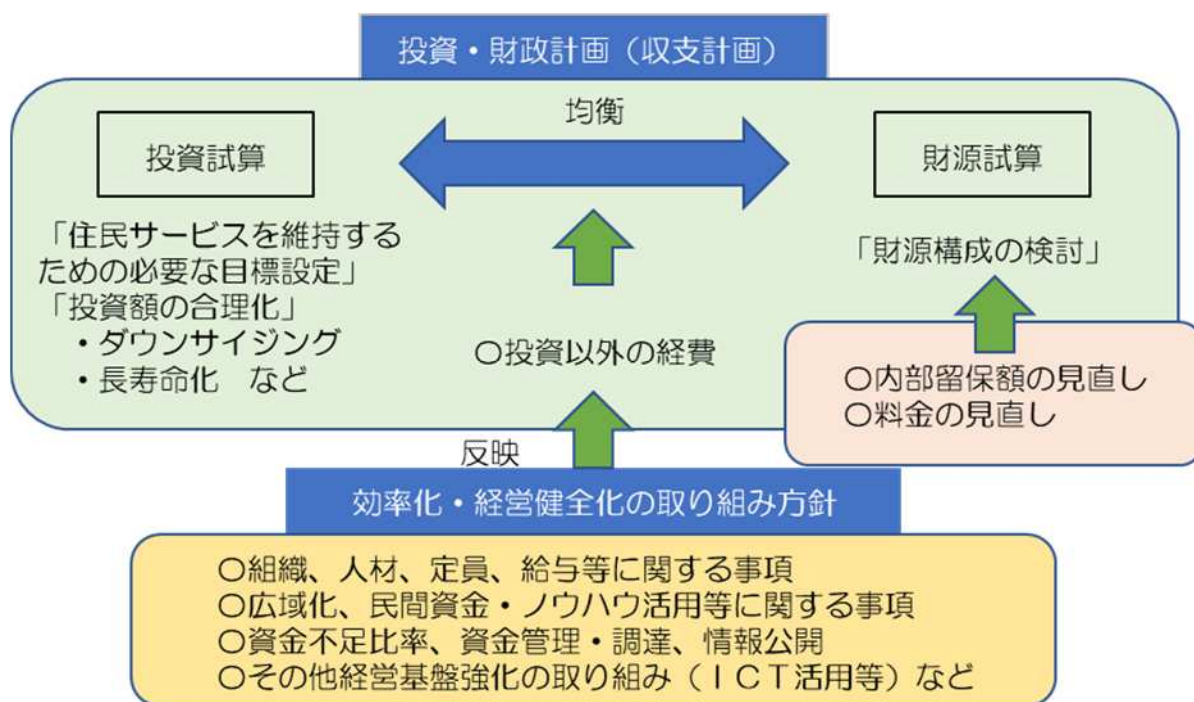 投資・財政計画（収支計画）
均衡
投資試算
財源試算
「住民サービスを維持する
ための必要な目標設定」
「投資額の合理化」
・ダウンサイジング
・長寿命化　など
「財源構成の検討」
〇投資以外の経費
〇内部留保額の見直し
〇料金の見直し
反映
効率化・経営健全化の取り組み方針
〇組織、人材、定員、給与等に関する事項
〇広域化、民間資金・ノウハウ活用等に関する事項
〇資金不足比率、資金管理・調達、情報公開
〇その他経営基盤強化の取り組み（ＩＣＴ活用等）など